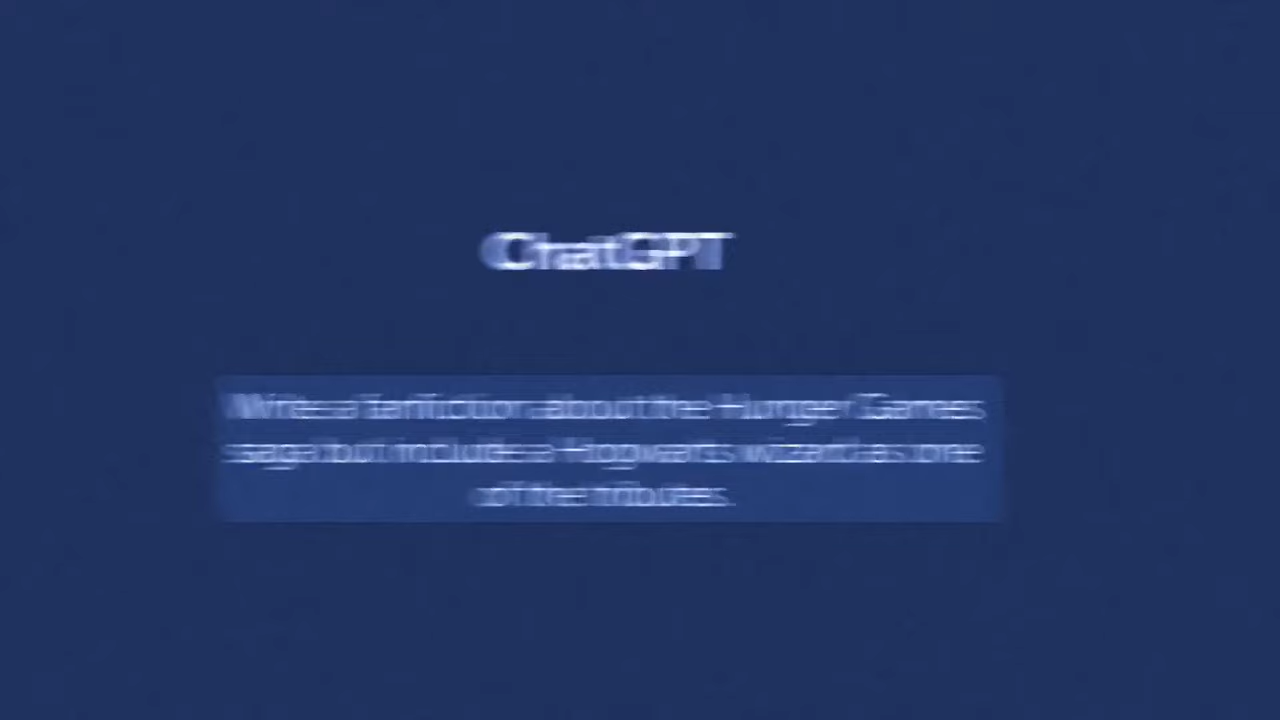 ChatGPT
Write a fanfiction about the Hunger Games
saga but include a Hogwarts wizard as one
of the tributes.